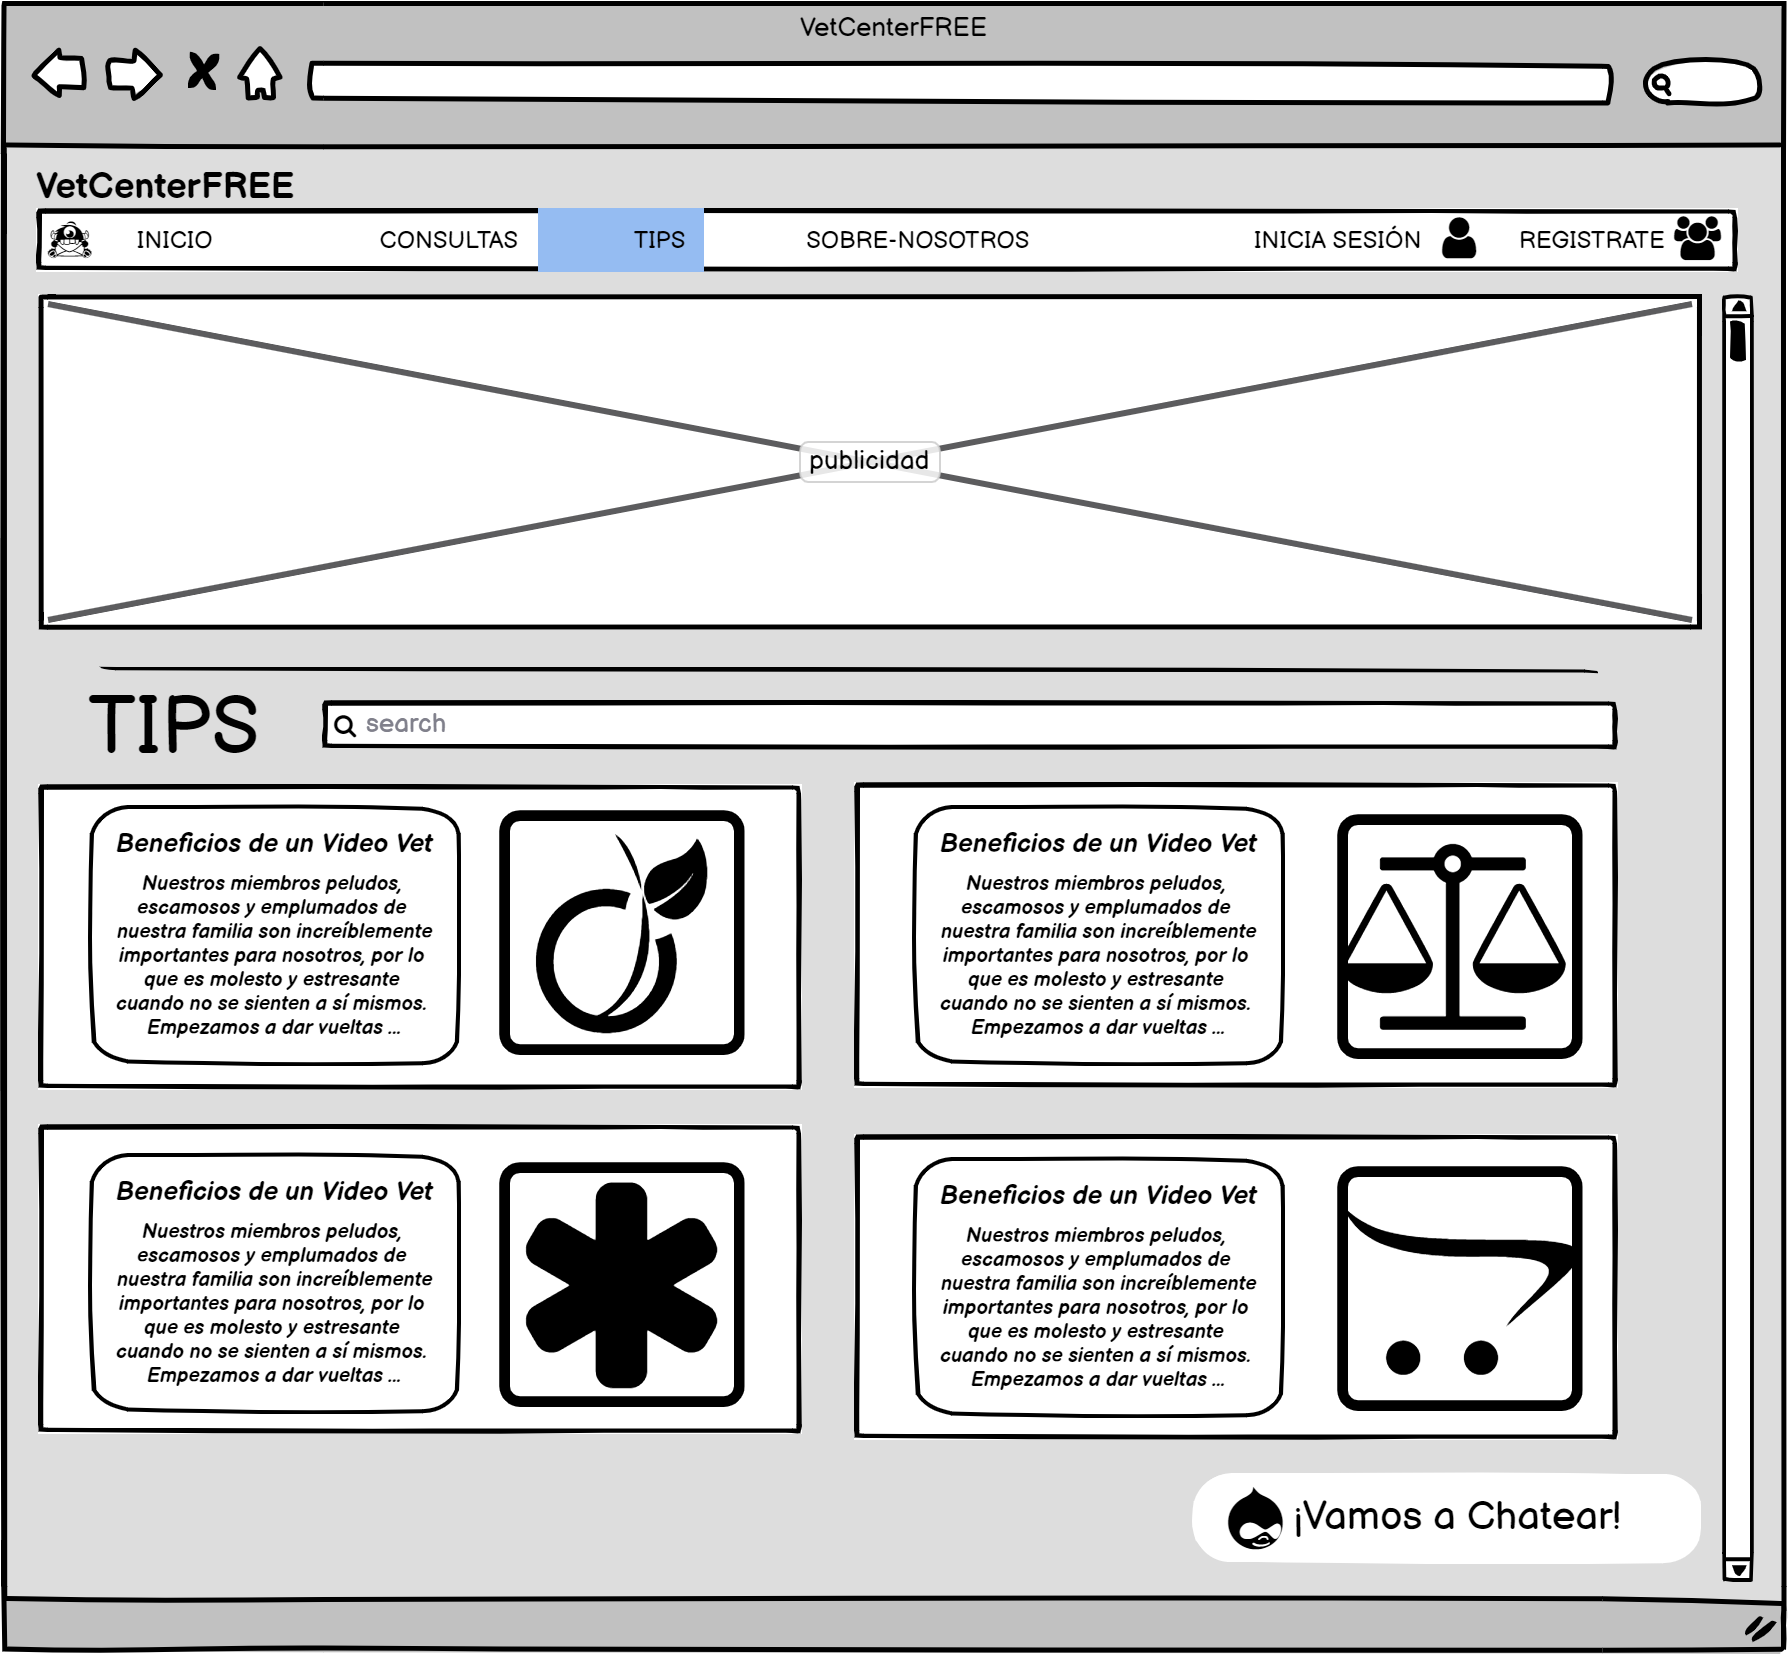 VetCenterFREE
VetCenterFREE
INICIO CONSULTAS TIPS SOBRE-NOSOTROS INICIA SESIÓN REGISTRATE
publicidad
TIPS
search
Beneficios de un Video Vet
Nuestros miembros peludos,
escamosos y emplumados de
nuestra familia son increíblemente
importantes para nosotros, por lo
que es molesto y estresante
cuando no se sienten a sí mismos.
Empezamos a dar vueltas ...
Beneficios de un Video Vet
Nuestros miembros peludos,
escamosos y emplumados de
nuestra familia son increíblemente
importantes para nosotros, por lo
que es molesto y estresante
cuando no se sienten a sí mismos.
Empezamos a dar vueltas ...
Beneficios de un Video Vet
Nuestros miembros peludos,
escamosos y emplumados de
nuestra familia son increíblemente
importantes para nosotros, por lo
que es molesto y estresante
cuando no se sienten a sí mismos.
Empezamos a dar vueltas ...
Beneficios de un Video Vet
Nuestros miembros peludos,
escamosos y emplumados de
nuestra familia son increíblemente
importantes para nosotros, por lo
que es molesto y estresante
cuando no se sienten a sí mismos.
Empezamos a dar vueltas ...
¡Vamos a Chatear!